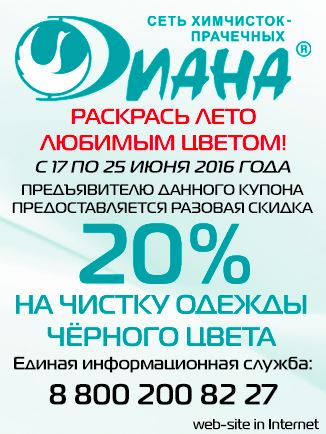 СЕТЬ ХИМЧИСТОК-
ПРАЧЕЧНЫХ
ДИАНА®
РАСКРАСЬ ЛЕТО
ЛЮБИМЫМ ЦВЕТОМ!
С 17 ПО 25 ИЮНЯ 2016 ГОДА
ПРЕДЪЯВИТЕЛЮ ДАННОГО КУПОНА
ПРЕДОСТАВЛЯЕТСЯ РАЗОВАЯ СКИДКА
20%
НА ЧИСТКУ ОДЕЖДЫ
ЧЁРНОГО ЦВЕТА
Единая информационная служба:
8 800 200 82 27
web-site in Internet